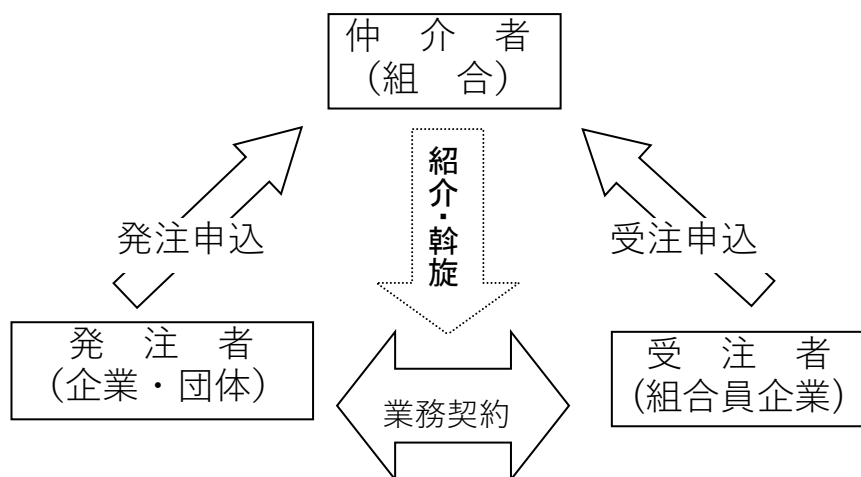 仲　介　者
（組　合）
紹介・斡旋
発注申込
受注申込
発　注　者
（企業・団体）
受　注　者
（組合員企業）
業務契約